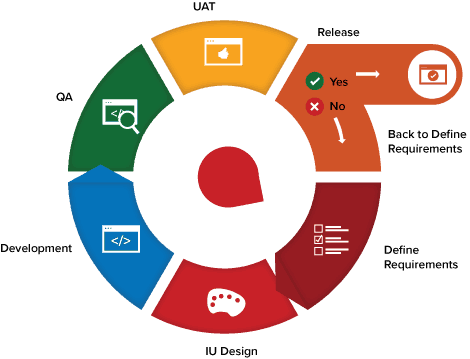 UAT
Release
QA
Yes
No
Back to Define
Requirements
Development
</>
</>
Define
Requirements
IU Design